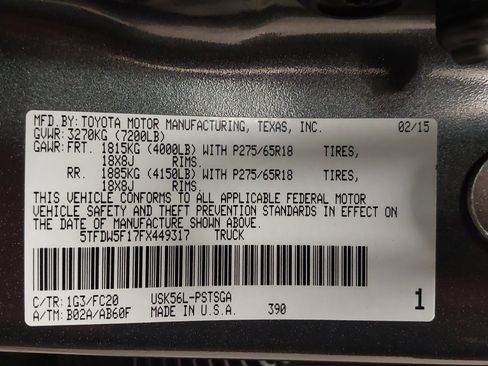 MFD.BY: TOYOTA MOTOR MANUFACTURING, TEXAS, INC. 02/15
GVWR: 3270KG (7200LB)
GAWR: FRT. 1815KG (4000LB) WITH P275/65R18 TIRES,
18X8J RIMS.
RR. 1885KG (4150LB) WITH P275/65R18 TIRES,
18X8J RIMS.
THIS VEHICLE CONFORMS TO ALL APPLICABLE FEDERAL MOTOR
VEHICLE SAFETY AND THEFT PREVENTION STANDARDS IN EFFECT ON
THE DATE OF MANUFACTURE SHOWN ABOVE.
5TFDW5F17FX449317 TRUCK
C/TR: 1G3/FC20 USK56L-PSTSGA
A/TM: B02A/AB60F MADE IN U.S.A. 390 1